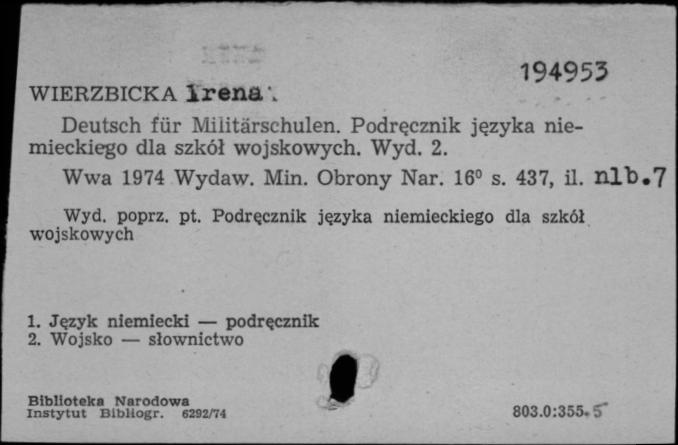 194953
WIERZBICKA Irena.
Deutsch für Militärschulen. Podręcznik języka nie-
mieckiego dla szkół wojskowych. Wyd. 2.
Wwa 1974 Wydaw. Min. Obrony Nar. 16⁰ s. 437, il. nlb.7
Wyd. poprz. pt. Podręcznik języka niemieckiego dla szkół
wojskowych
1. Język niemiecki — podręcznik
2. Wojsko — słownictwo
Biblioteka Narodowa
Instytut Bibliogr. 6292/74
803.0:355.5